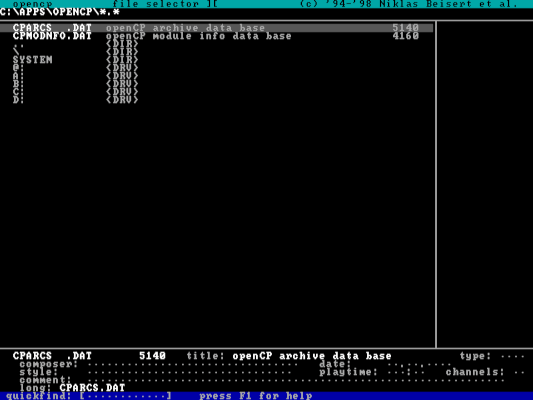 opencp file selector ][ (c) '94-'98 Niklas Beisert et al.
C:\APPS\OPENCP\*.*
CPARCS .DAT openCP archive data base 5140
CPMODNFO.DAT openCP module info data base 4160
.. <DIR>
\ <DIR>
SYSTEM <DIR>
@: <DRV>
A: <DRV>
B: <DRV>
C: <DRV>
D: <DRV>
CPARCS .DAT 5140 title: openCP archive data base type: ····
composer: ································ date: ··.··.····
style: ································ playtime: ···:·· channels: ··
comment: ·······························································
long: CPARCS.DAT
quickfind: [············] press F1 for help